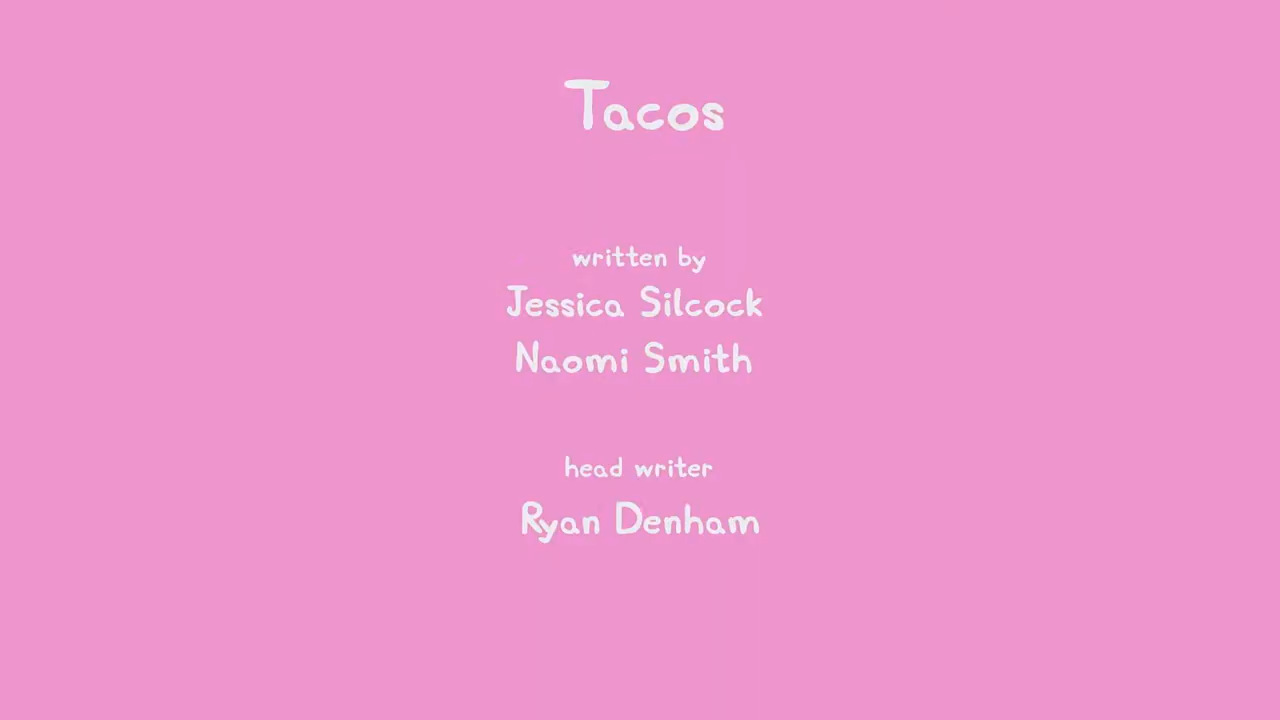 Tacos
written by
Jessica Silcock
Naomi Smith
head writer
Ryan Denham